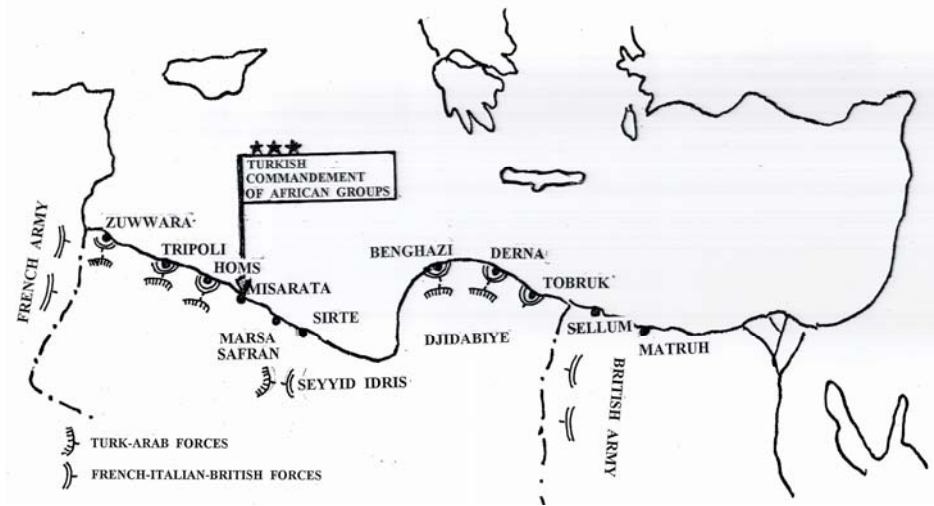 TURKISH
COMMANDEMENT
OF AFRICAN GROUPS
FRENCH ARMY
ZUWWARA
TRIPOLI
HOMS
MISARATA
MARSA
SAFRAN
SIRTE
SEYYID IDRIS
BENGHAZI
DERNA
TOBRUK
DJIDABIYE
SELLUM
MATRUH
BRITISH ARMY
TURK-ARAB FORCES
FRENCH-ITALIAN-BRITISH FORCES